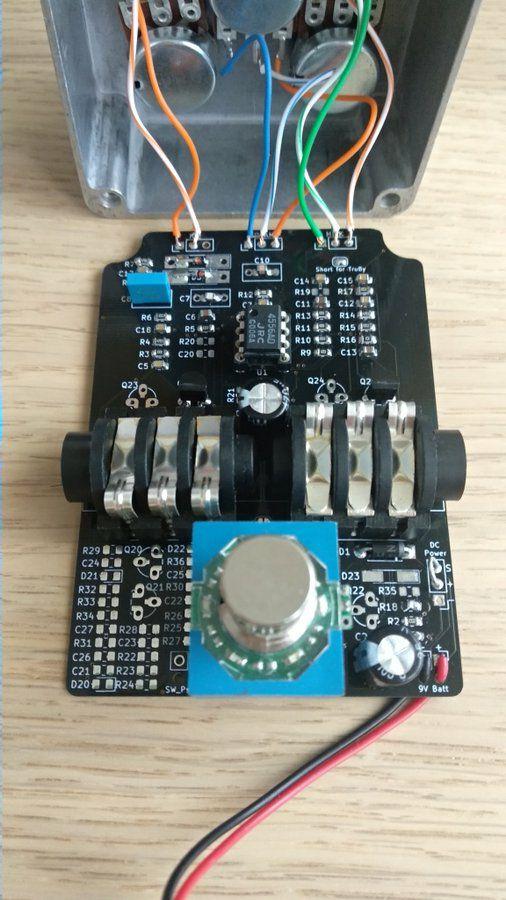 C10
Short for TruBy
C14
R19
C11
R13
R11
R10
R9
C15
R17
C12
R14
R15
R16
C13
C7
R12
R6
C18
R4
R3
C5
C6
R5
R20
C20
4556AD
JRC
U1
Q23
R21
Q24
Q2
R29
C24
D21
R32
R33
R34
C27
R31
C26
C21
D20
Q20
Q21
R28
C23
R22
R23
R24
D22
R36
C25
R30
C22
R26
R25
R27
D1
D23
R35
R18
R2
DC
Power
S
+
+
-
9V Batt